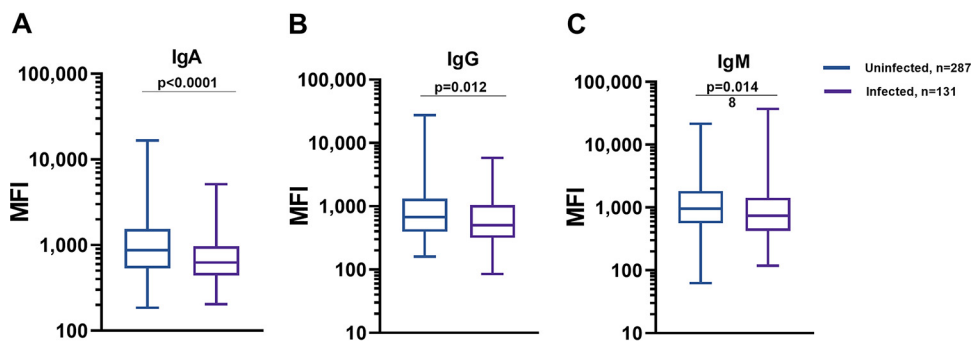 A
IgA
p<0.0001
100,000
10,000
1,000
100
MFI
B
IgG
p=0.012
100,000
10,000
1,000
100
10
MFI
C
IgM
p=0.014
8
100,000
10,000
1,000
100
10
MFI
Uninfected, n=287
Infected, n=131